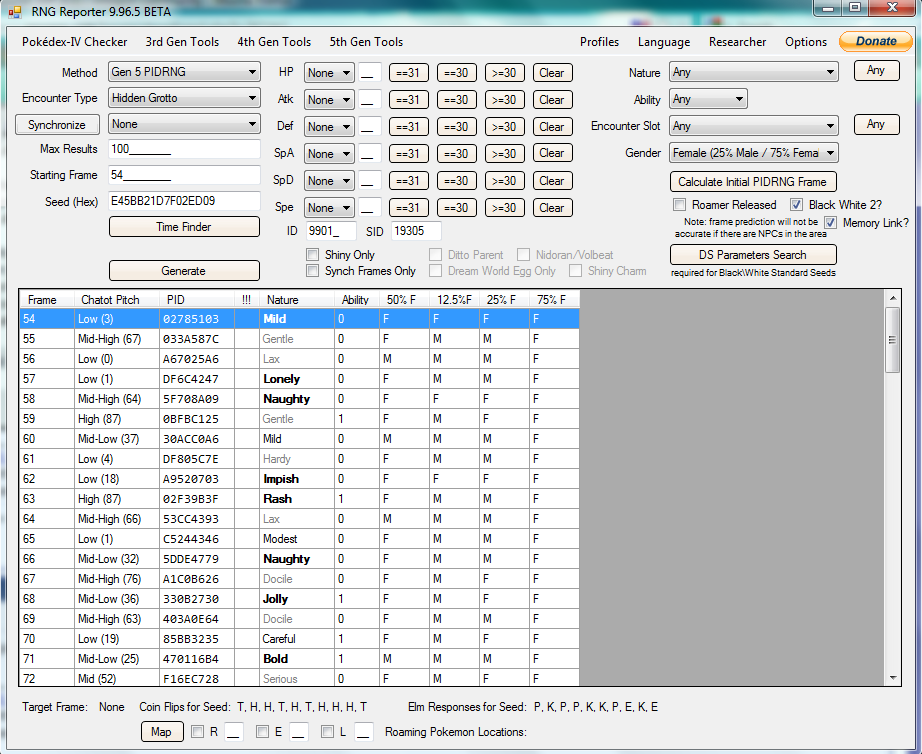 RNG Reporter 9.96.5 BETA
Pokédex-IV Checker 3rd Gen Tools 4th Gen Tools 5th Gen Tools Profiles Language Researcher Options Donate
Method Gen 5 PIDRNG HP None __ ==31 ==30 >=30 Clear Nature Any Any
Encounter Type Hidden Grotto Atk None __ ==31 ==30 >=30 Clear Ability Any
Synchronize None Def None __ ==31 ==30 >=30 Clear Encounter Slot Any Any
Max Results 100_______ SpA None __ ==31 ==30 >=30 Clear Gender Female (25% Male / 75% Femal
Starting Frame 54________ SpD None __ ==31 ==30 >=30 Clear Calculate Initial PIDRNG Frame
Seed (Hex) E45BB21D7F02ED09 Spe None __ ==31 ==30 >=30 Clear Roamer Released Black White 2?
Time Finder ID 9901_ SID 19305 Note: frame prediction will not be Memory Link?
accurate if there are NPCs in the area
Shiny Only Ditto Parent Nidoran/Volbeat DS Parameters Search
Generate Synch Frames Only Dream World Egg Only Shiny Charm required for Black\White Standard Seeds
Frame Chatot Pitch PID !!! Nature Ability 50% F 12.5%F 25% F 75% F
54 Low (3) 02785103 Mild 0 F F F F
55 Mid-High (67) 033A587C Gentle 0 F M M F
56 Low (0) A67025A6 Lax 0 M M M F
57 Low (1) DF6C4247 Lonely 0 F M M F
58 Mid-High (64) 5F708A09 Naughty 0 F F F F
59 High (87) 0BFBC125 Gentle 1 F M F F
60 Mid-Low (37) 30ACC0A6 Mild 0 M M M F
61 Low (4) DF805C7E Hardy 0 F M M F
62 Low (18) A9520703 Impish 0 F F F F
63 High (87) 02F39B3F Rash 1 F M M F
64 Mid-High (66) 53CC4393 Lax 0 M M M F
65 Low (1) C5244346 Modest 0 F M M F
66 Mid-Low (32) 5DDE4779 Naughty 0 F M M F
67 Mid-High (76) A1C0B626 Docile 0 F M F F
68 Mid-Low (36) 330B2730 Jolly 1 F M F F
69 Mid-High (63) 403A0E64 Docile 0 F M M F
70 Low (19) 85BB3235 Careful 1 F M F F
71 Mid-Low (25) 470116B4 Bold 1 M M M F
72 Mid (52) F16EC728 Serious 0 F M F F
Target Frame: None Coin Flips for Seed: T, H, H, T, H, T, H, H, H, T Elm Responses for Seed: P, K, P, P, K, K, P, E, K, E
Map R __ E __ L __ Roaming Pokemon Locations: